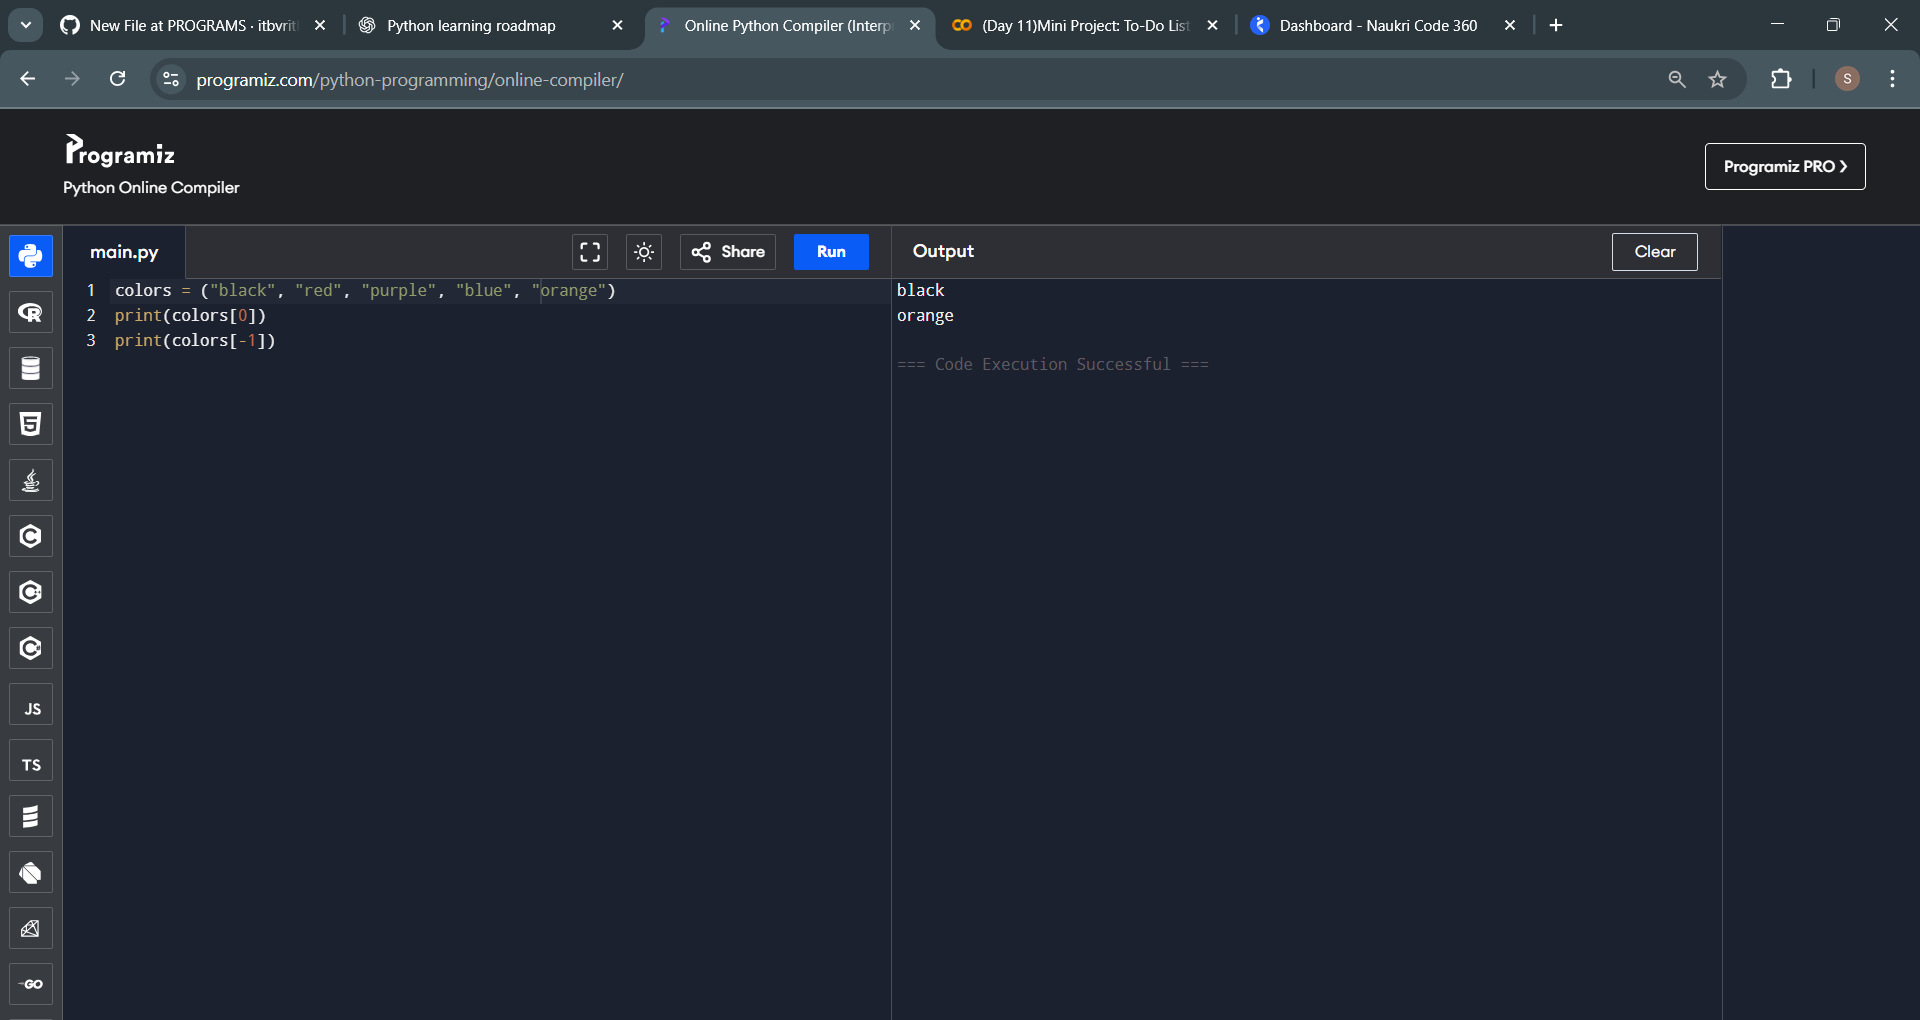 New File at PROGRAMS · itbvrit
Python learning roadmap
Online Python Compiler (Interp
(Day 11)Mini Project: To-Do List
Dashboard - Naukri Code 360
programiz.com/python-programming/online-compiler/
S
Programiz
Python Online Compiler
Programiz PRO ❯
main.py
Share
Run
Output
Clear
1 colors = ("black", "red", "purple", "blue", "orange")
2 print(colors[0])
3 print(colors[-1])
black
orange
=== Code Execution Successful ===
R
5
C
C
C
JS
TS
GO